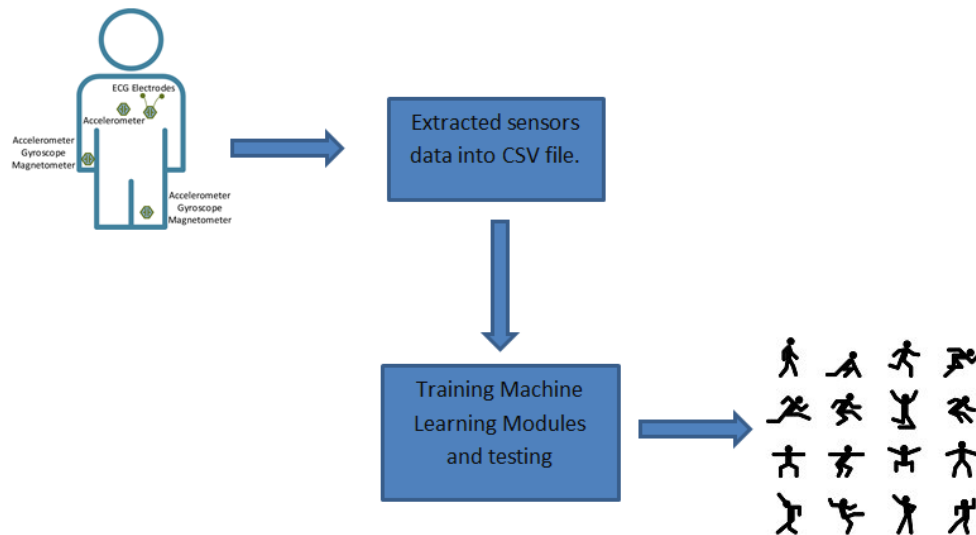 ECG Electrodes
Accelerometer
Accelerometer
Gyroscope
Magnetometer
Accelerometer
Gyroscope
Magnetometer
Extracted sensors
data into CSV file.
Training Machine
Learning Modules
and testing